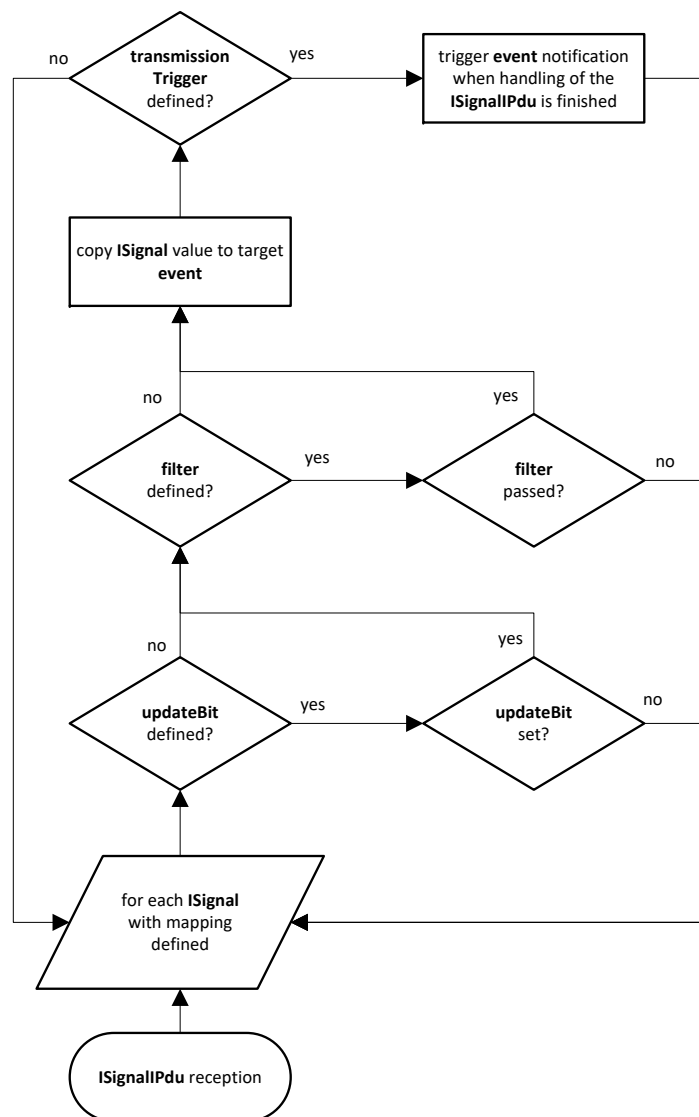 no
transmission
Trigger
defined?
yes
trigger event notification
when handling of the
ISignalIPdu is finished
copy ISignal value to target
event
no
yes
filter
defined?
yes
filter
passed?
no
no
yes
updateBit
defined?
yes
updateBit
set?
no
for each ISignal
with mapping
defined
ISignalIPdu reception